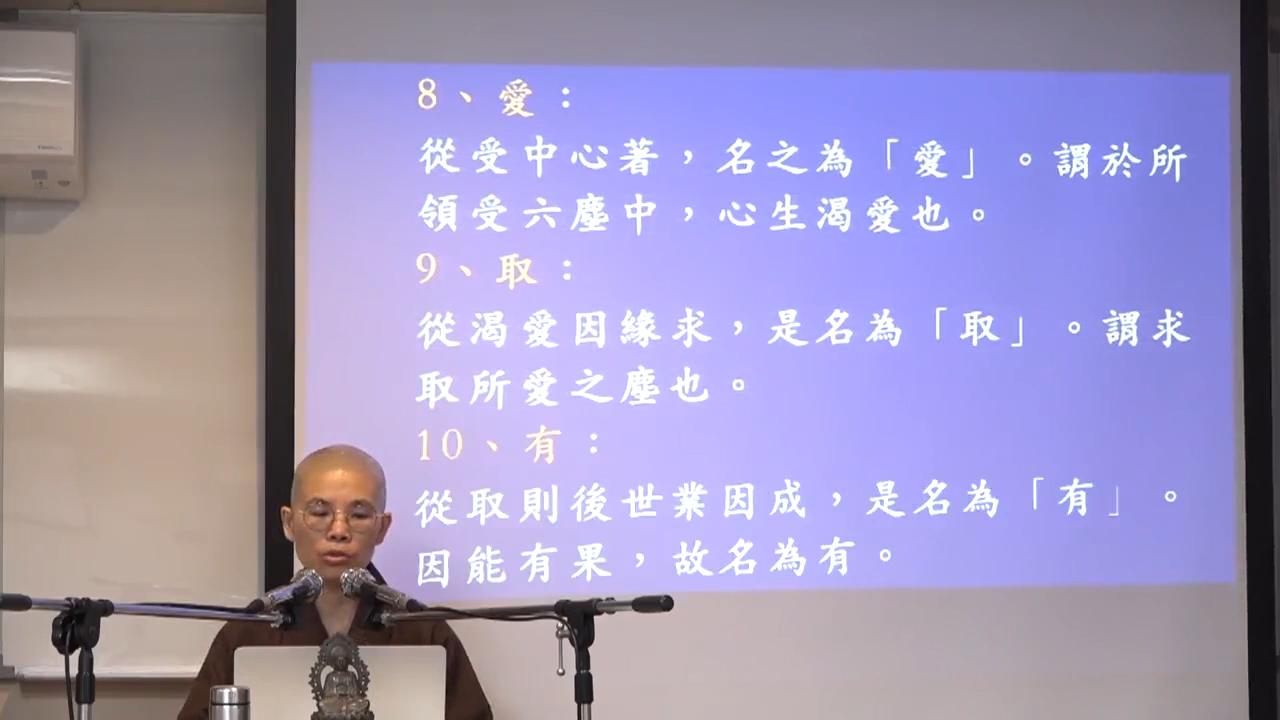 8、愛：
從受中心著，名之為「愛」。謂於所
領受六塵中，心生渴愛也。
9、取：
從渴愛因緣求，是名為「取」。謂求
取所愛之塵也。
10、有：
從取則後世業因成，是名為「有」。
因能有果，故名為有。